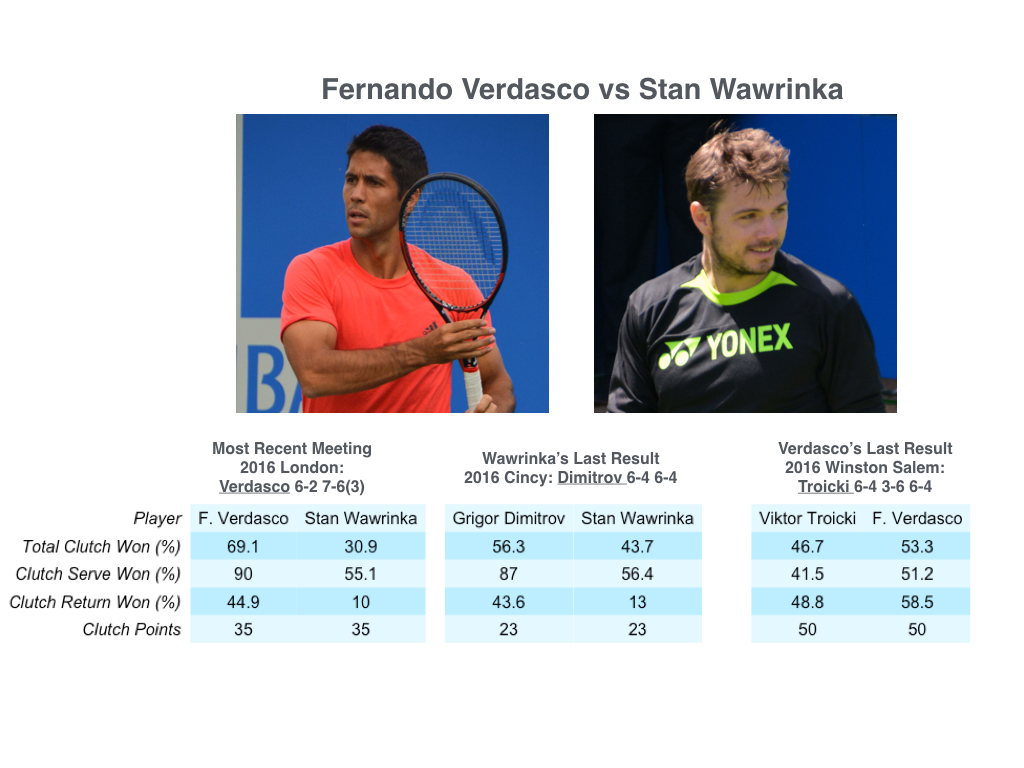 Fernando Verdasco vs Stan Wawrinka
BA
YONEX
Most Recent Meeting
2016 London:
Verdasco 6-2 7-6(3)
Wawrinka’s Last Result
2016 Cincy: Dimitrov 6-4 6-4
Verdasco’s Last Result
2016 Winston Salem:
Troicki 6-4 3-6 6-4
Player F. Verdasco Stan Wawrinka Grigor Dimitrov Stan Wawrinka Viktor Troicki F. Verdasco
Total Clutch Won (%) 69.1 30.9 56.3 43.7 46.7 53.3
Clutch Serve Won (%) 90 55.1 87 56.4 41.5 51.2
Clutch Return Won (%) 44.9 10 43.6 13 48.8 58.5
Clutch Points 35 35 23 23 50 50